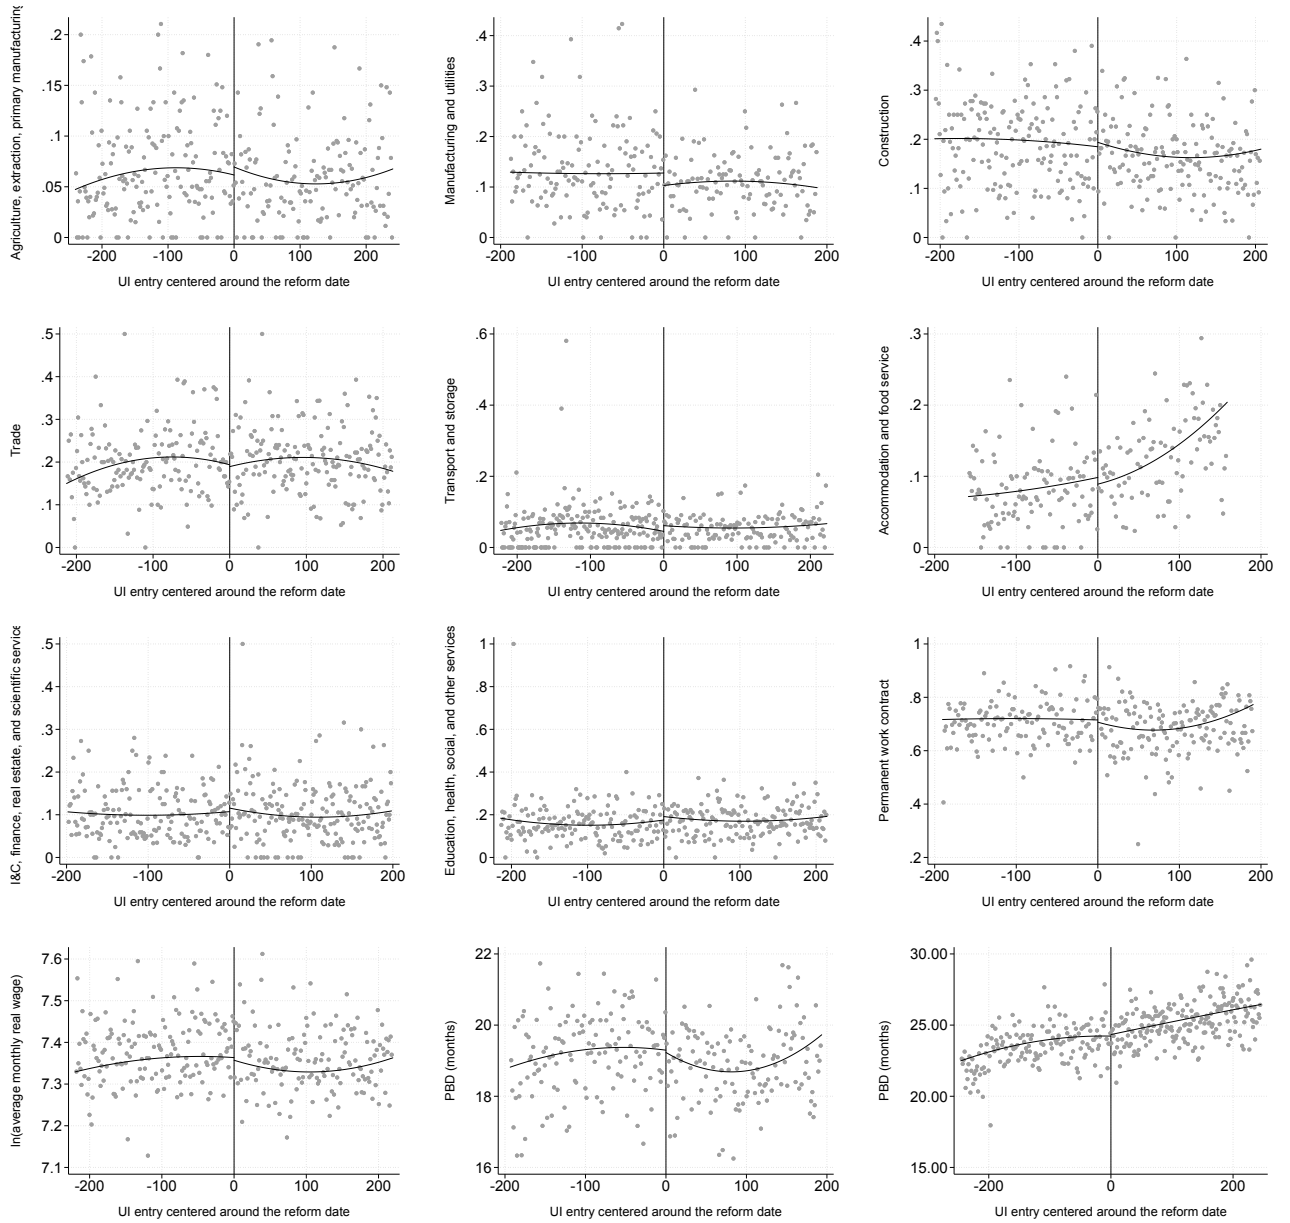 Agriculture, extraction, primary manufacturing
.2
.15
.1
.05
0
-200 -100 0 100 200
UI entry centered around the reform date
Manufacturing and utilities
.4
.3
.2
.1
0
-200 -100 0 100 200
UI entry centered around the reform date
Construction
.4
.3
.2
.1
0
-200 -100 0 100 200
UI entry centered around the reform date
Trade
.5
.4
.3
.2
.1
0
-200 -100 0 100 200
UI entry centered around the reform date
Transport and storage
.6
.4
.2
0
-200 -100 0 100 200
UI entry centered around the reform date
Accommodation and food service
.3
.2
.1
0
-200 -100 0 100 200
UI entry centered around the reform date
I&C, finance, real estate, and scientific service
.5
.4
.3
.2
.1
0
-200 -100 0 100 200
UI entry centered around the reform date
Education, health, social, and other services
1
.8
.6
.4
.2
0
-200 -100 0 100 200
UI entry centered around the reform date
Permanent work contract
1
.8
.6
.4
.2
-200 -100 0 100 200
UI entry centered around the reform date
ln(average monthly real wage)
7.6
7.5
7.4
7.3
7.2
7.1
-200 -100 0 100 200
UI entry centered around the reform date
PBD (months)
22
20
18
16
-200 -100 0 100 200
UI entry centered around the reform date
PBD (months)
30.00
25.00
20.00
15.00
-200 0 200
UI entry centered around the reform date